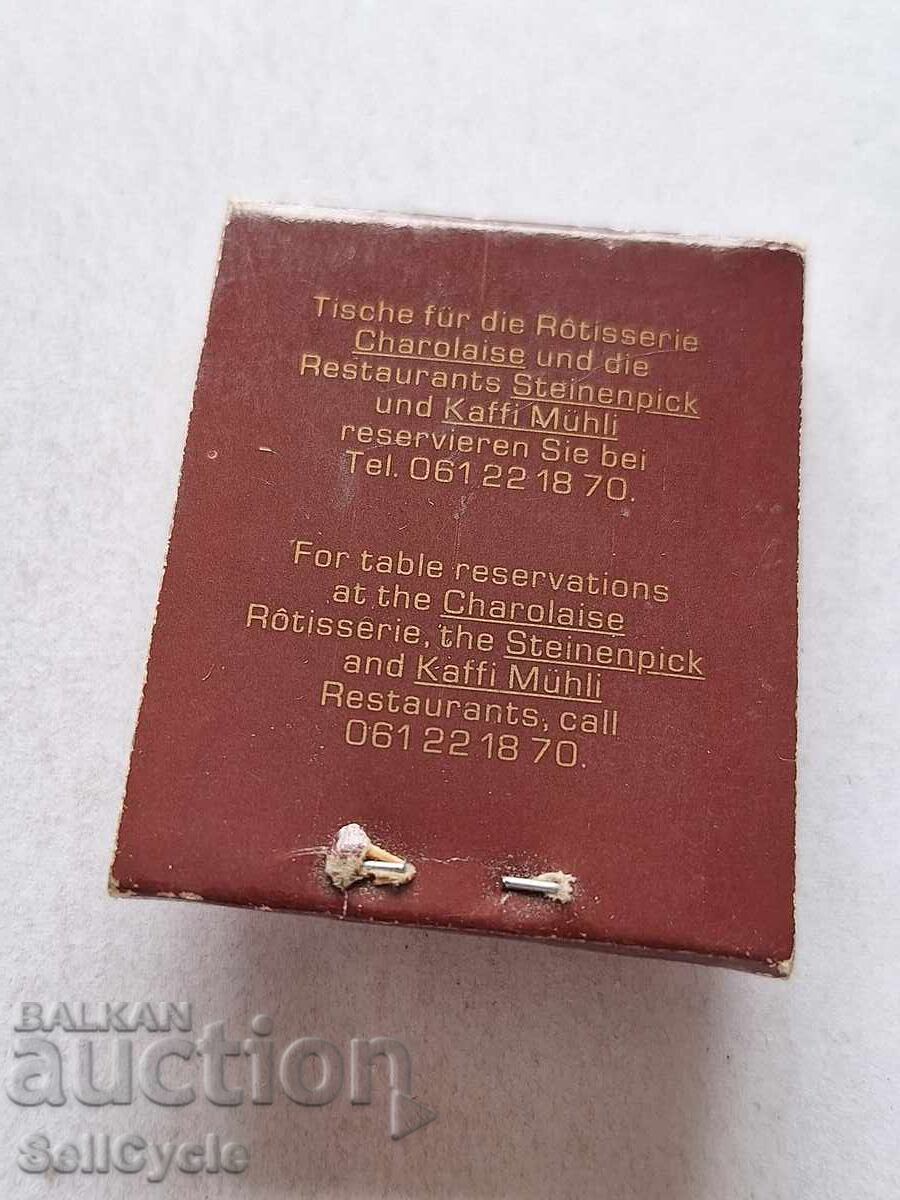 Tische für die Rôtisserie
Charolaise und die
Restaurants Steinenpick
und Kaffi Mühli
reservieren Sie bei
Tel. 061 22 18 70.
For table reservations
at the Charolaise
Rôtisserie, the Steinenpick
and Kaffi Mühli
Restaurants, call
061 22 18 70.
BALKAN
auction
SellCycle